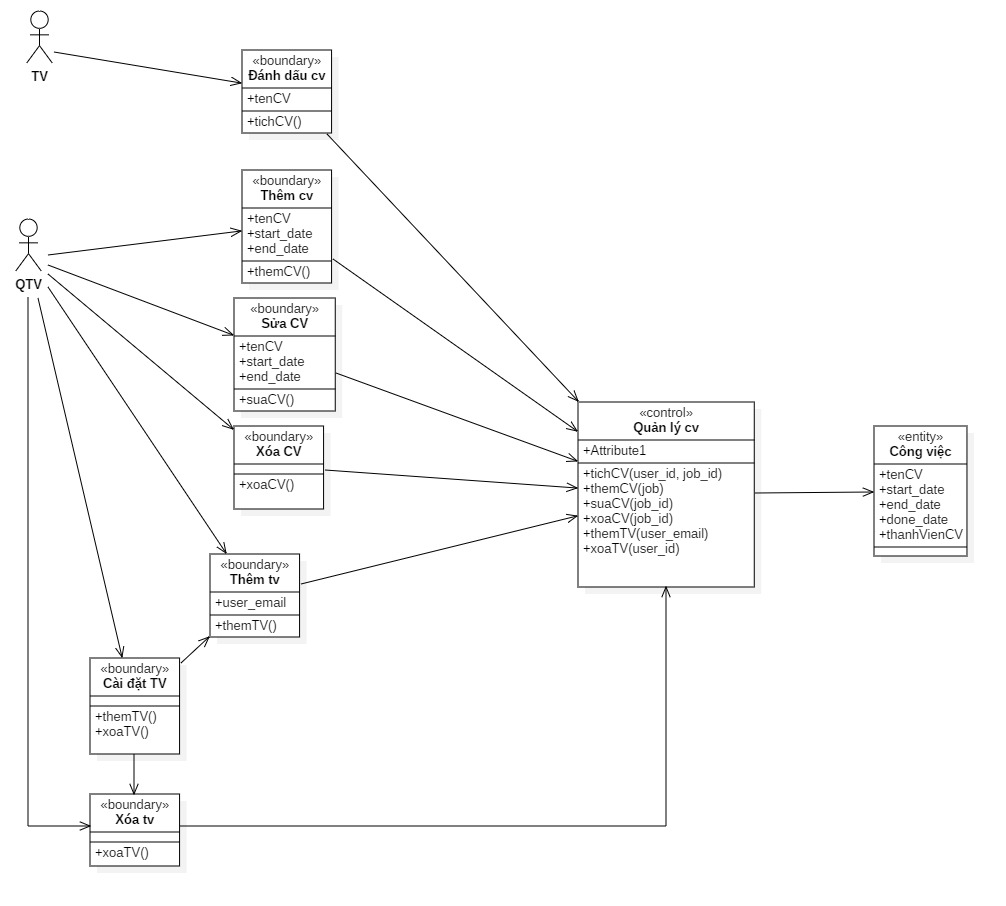 TV
«boundary»
Đánh dấu cv
+tenCV
+tichCV()
«boundary»
Thêm cv
+tenCV
+start_date
+end_date
+themCV()
QTV
«boundary»
Sửa CV
+tenCV
+start_date
+end_date
+suaCV()
«boundary»
Xóa CV
+xoaCV()
«boundary»
Thêm tv
+user_email
+themTV()
«boundary»
Cài đặt TV
+themTV()
+xoaTV()
«boundary»
Xóa tv
+xoaTV()
«control»
Quản lý cv
+Attribute1
+tichCV(user_id, job_id)
+themCV(job)
+suaCV(job_id)
+xoaCV(job_id)
+themTV(user_email)
+xoaTV(user_id)
«entity»
Công việc
+tenCV
+start_date
+end_date
+done_date
+thanhVienCV